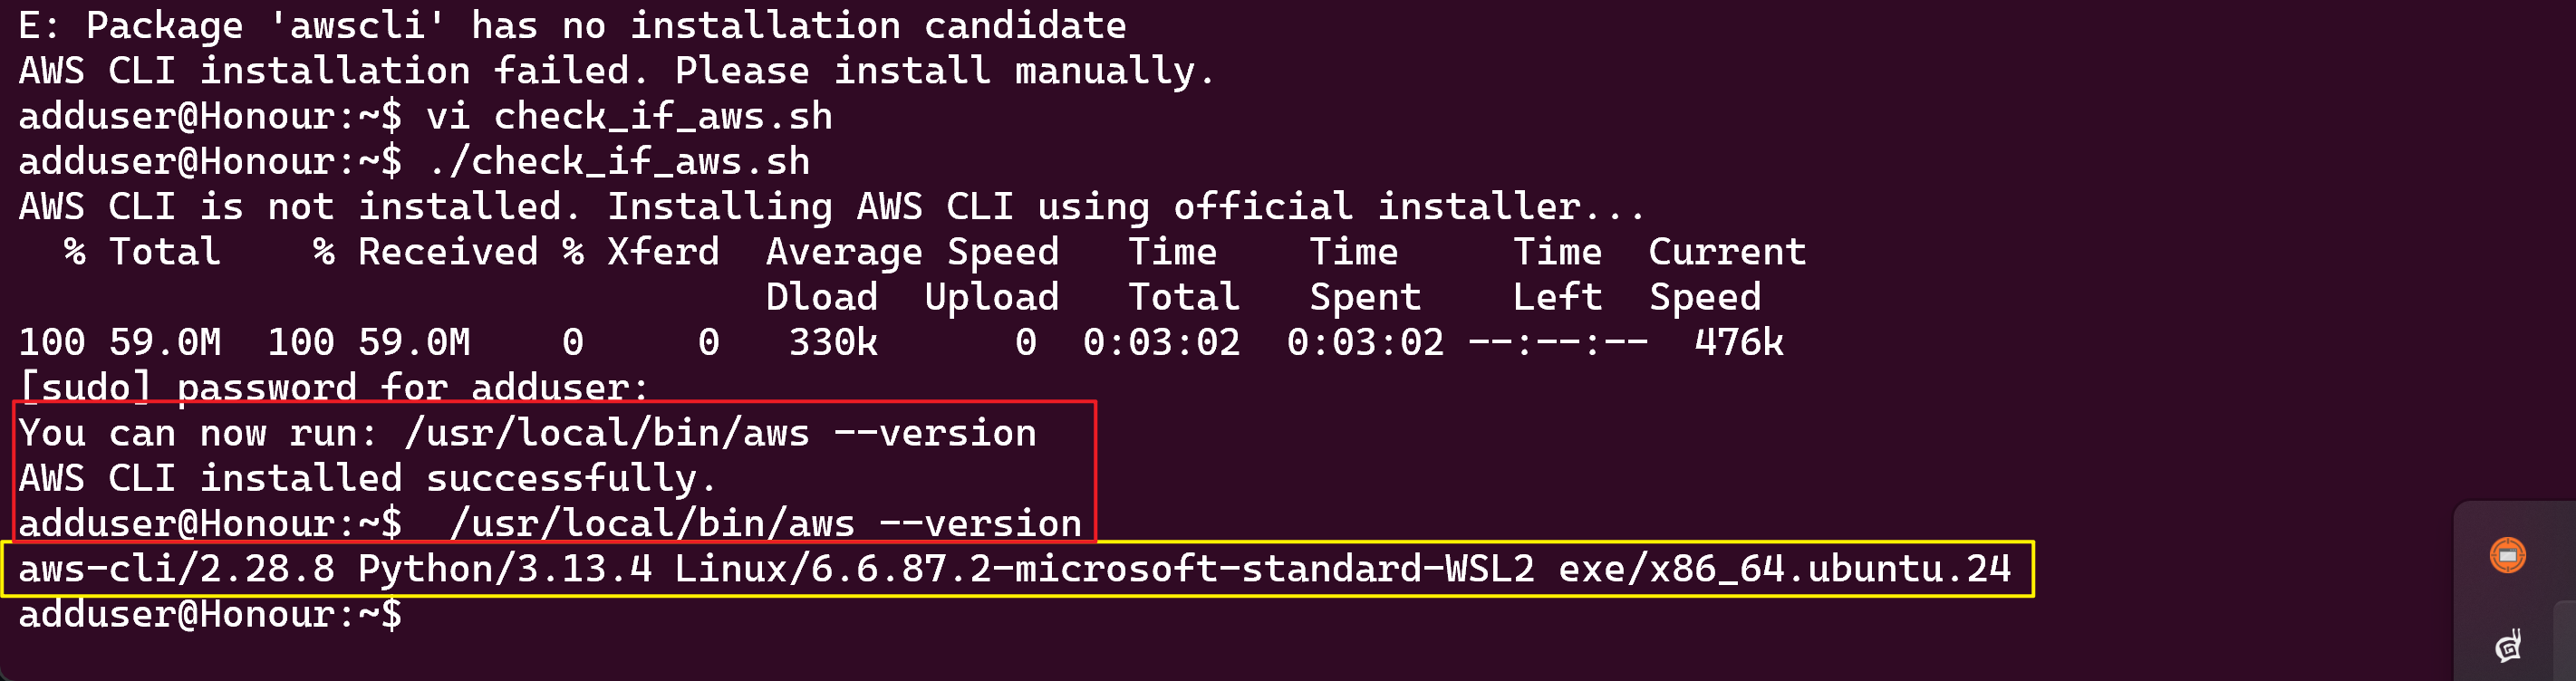 E: Package 'awscli' has no installation candidate
AWS CLI installation failed. Please install manually.
adduser@Honour:~$ vi check_if_aws.sh
adduser@Honour:~$ ./check_if_aws.sh
AWS CLI is not installed. Installing AWS CLI using official installer...
  % Total    % Received % Xferd  Average Speed   Time    Time     Time  Current
                                 Dload  Upload   Total   Spent    Left  Speed
100 59.0M  100 59.0M    0     0   330k      0  0:03:02  0:03:02 --:--:--  476k
[sudo] password for adduser:
You can now run: /usr/local/bin/aws --version
AWS CLI installed successfully.
adduser@Honour:~$  /usr/local/bin/aws --version
aws-cli/2.28.8 Python/3.13.4 Linux/6.6.87.2-microsoft-standard-WSL2 exe/x86_64.ubuntu.24
adduser@Honour:~$